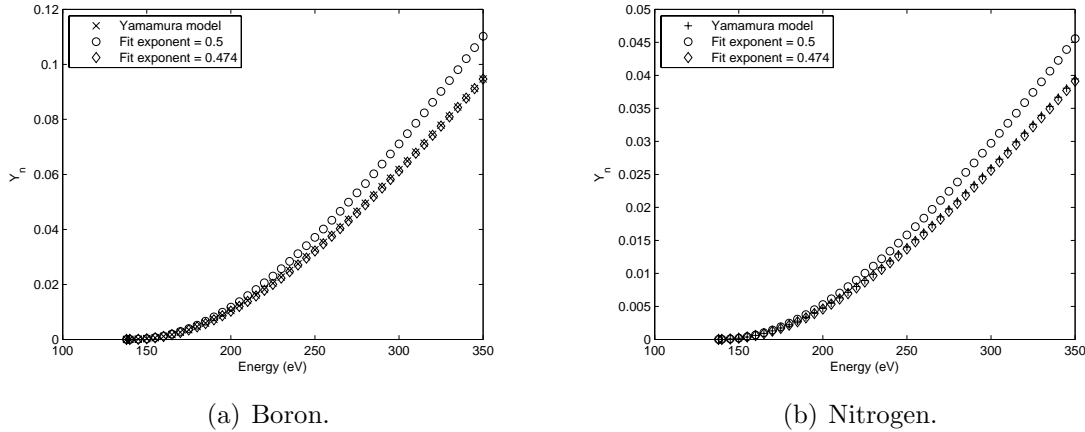 0.12
0.1
0.08
0.06
0.04
0.02
0
Y_n
Yamamura model
Fit exponent = 0.5
Fit exponent = 0.474
100 150 200 250 300 350
Energy (eV)
(a) Boron.
0.05
0.045
0.04
0.035
0.03
0.025
0.02
0.015
0.01
0.005
0
Y_n
Yamamura model
Fit exponent = 0.5
Fit exponent = 0.474
100 150 200 250 300 350
Energy (eV)
(b) Nitrogen.